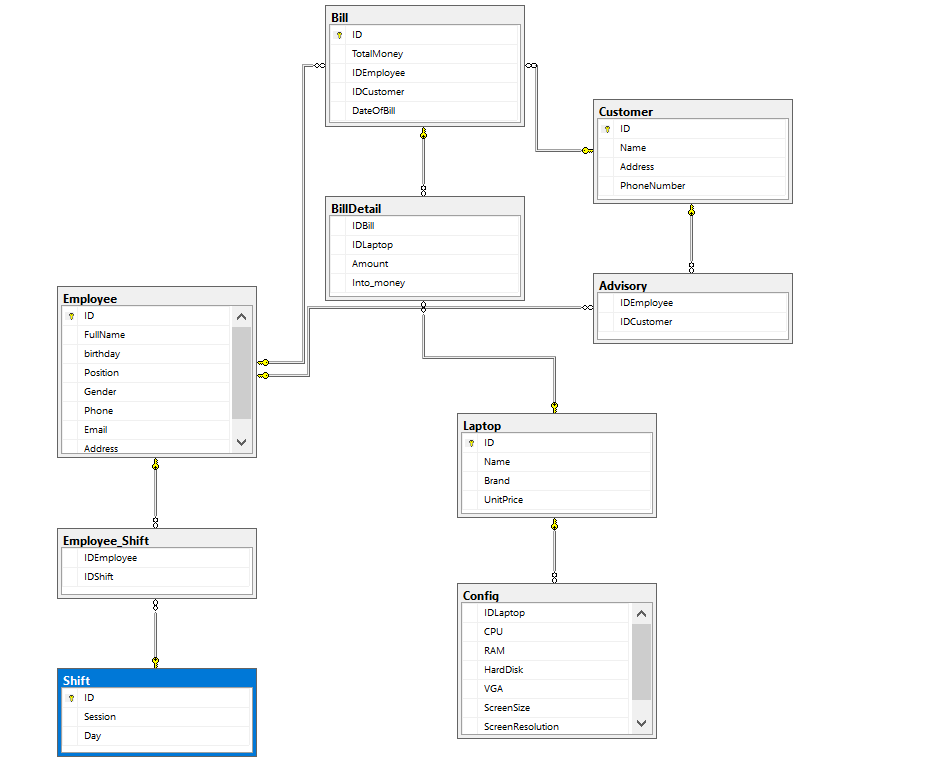 Bill
ID
TotalMoney
IDEmployee
IDCustomer
DateOfBill
Customer
ID
Name
Address
PhoneNumber
BillDetail
IDBill
IDLaptop
Amount
Into_money
Advisory
IDEmployee
IDCustomer
Employee
ID
FullName
birthday
Position
Gender
Phone
Email
Address
Laptop
ID
Name
Brand
UnitPrice
Employee_Shift
IDEmployee
IDShift
Config
IDLaptop
CPU
RAM
HardDisk
VGA
ScreenSize
ScreenResolution
Shift
ID
Session
Day